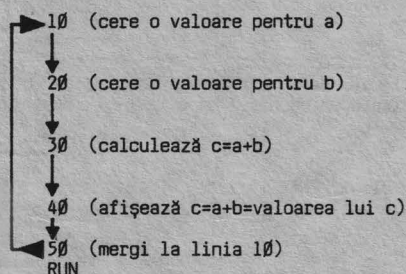 10 (cere o valoare pentru a)
20 (cere o valoare pentru b)
30 (calculează c=a+b)
40 (afişează c=a+b=valoarea lui c)
50 (mergi la linia 10)
RUN